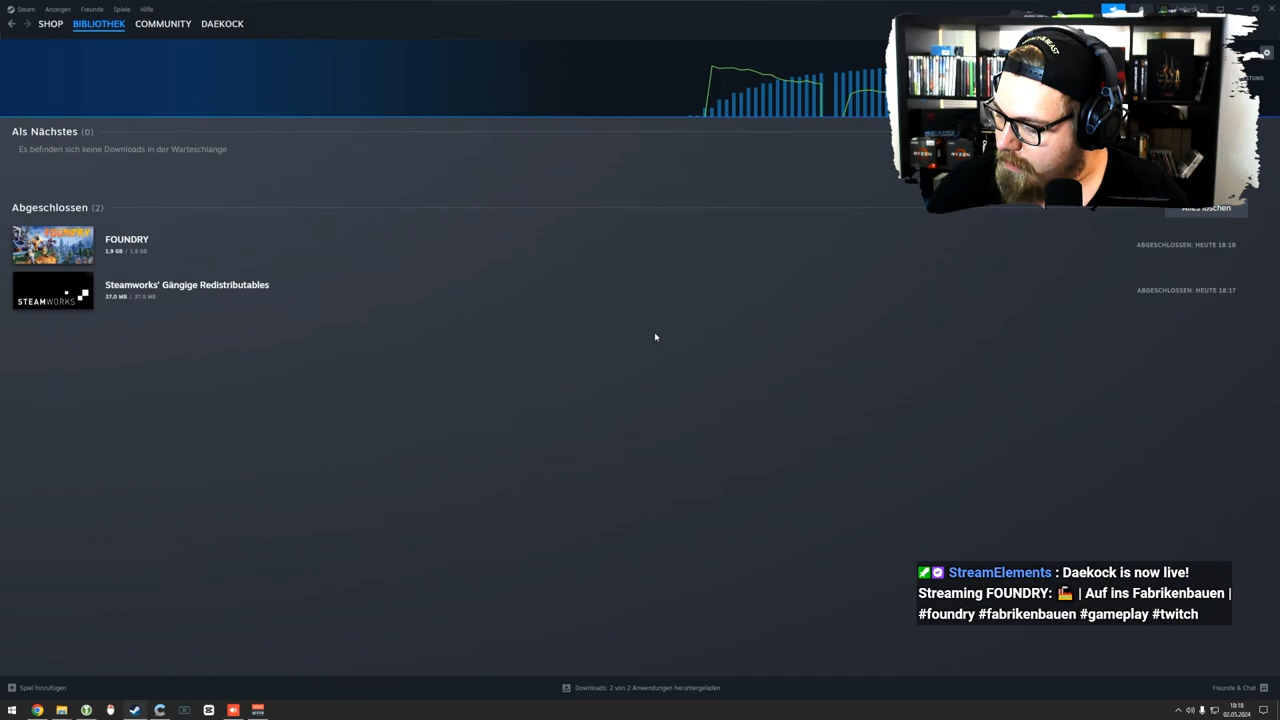 Steam Anzeigen Freunde Spiele Hilfe
SHOP BIBLIOTHEK COMMUNITY DAEKOCK
Als Nächstes (0)
Es befinden sich keine Downloads in der Warteschlange
Abgeschlossen (2)
Alles löschen
FOUNDRY
FOUNDRY
1,9 GB / 1,9 GB
ABGESCHLOSSEN: HEUTE 18:18
STEAMWORKS
Steamworks' Gängige Redistributables
37,0 MB / 37,0 MB
ABGESCHLOSSEN: HEUTE 18:17
RYZEN RYZEN
StreamElements : Daekock is now live!
Streaming FOUNDRY: | Auf ins Fabrikenbauen |
#foundry #fabrikenbauen #gameplay #twitch
Spiel hinzufügen
Downloads: 2 von 2 Anwendungen heruntergeladen
Freunde & Chat
18:18
02.05.2024